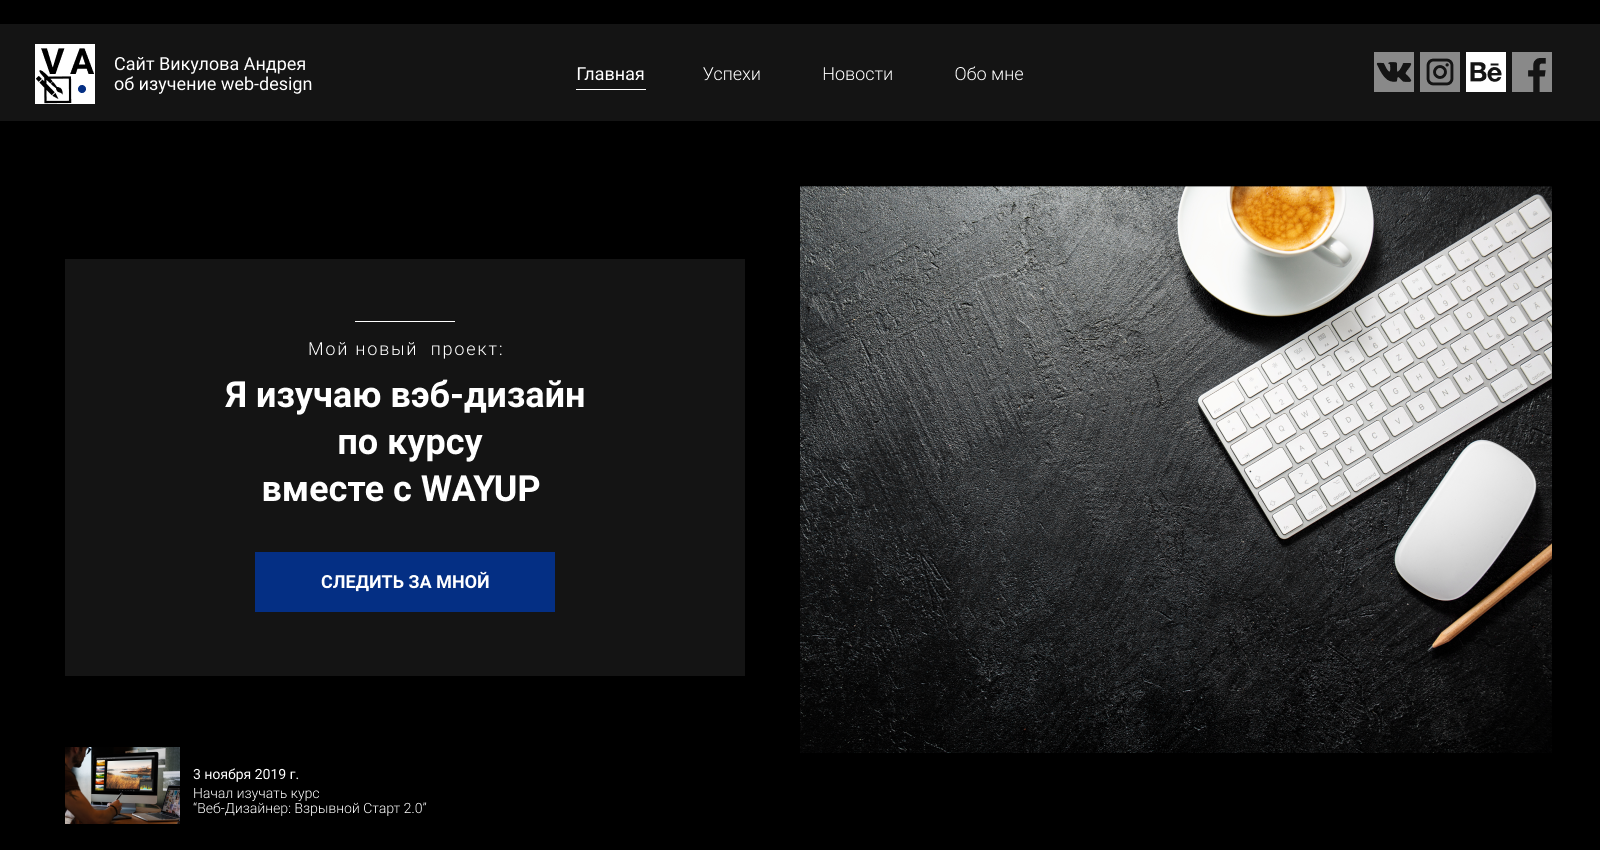 VA
Сайт Викулова Андрея
об изучение web-design
Главная
Успехи
Новости
Обо мне
Bē
Мой новый проект:
Я изучаю вэб-дизайн
по курсу
вместе с WAYUP
СЛЕДИТЬ ЗА МНОЙ
3 ноября 2019 г.
Начал изучать курс
“Веб-Дизайнер: Взрывной Старт 2.0”